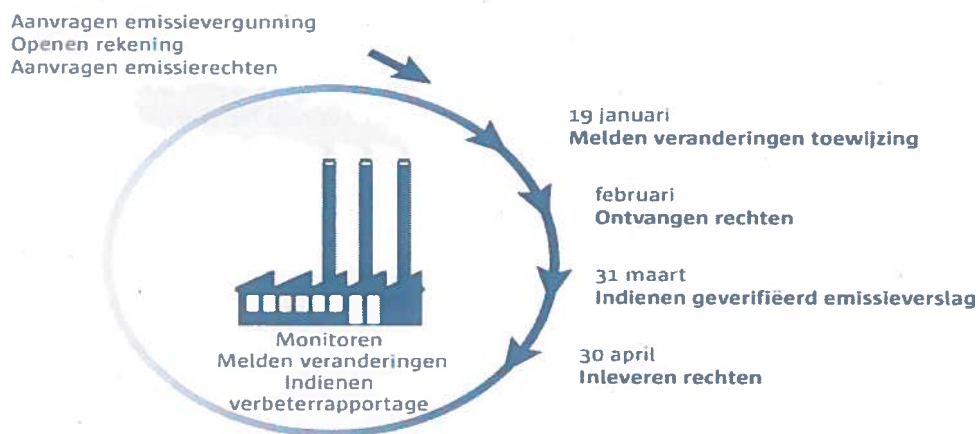 Aanvragen emissievergunning
Openen rekening
Aanvragen emissierechten
19 januari
Melden veranderingen toewijzing
februari
Ontvangen rechten
31 maart
Indienen geverifiëerd emissieverslag
30 april
Inleveren rechten
Monitoren
Melden veranderingen
Indienen
verbeterrapportage